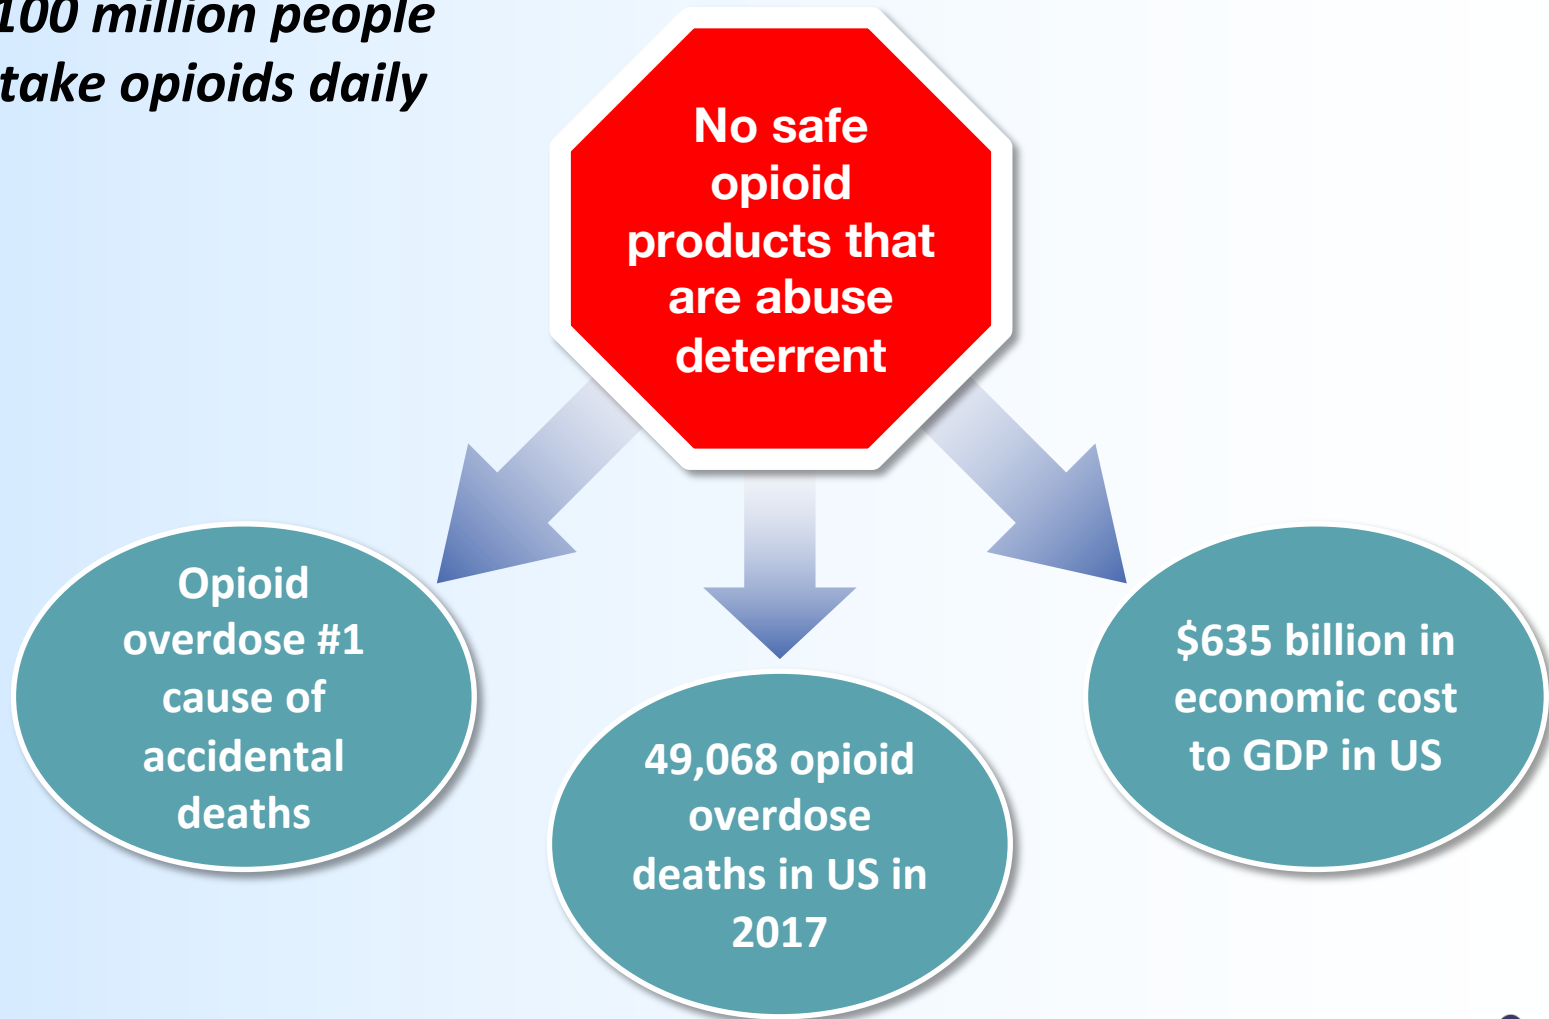 100 million people
take opioids daily
No safe
opioid
products that
are abuse
deterrent
Opioid
overdose #1
cause of
accidental
deaths
49,068 opioid
overdose
deaths in US in
2017
$635 billion in
economic cost
to GDP in US